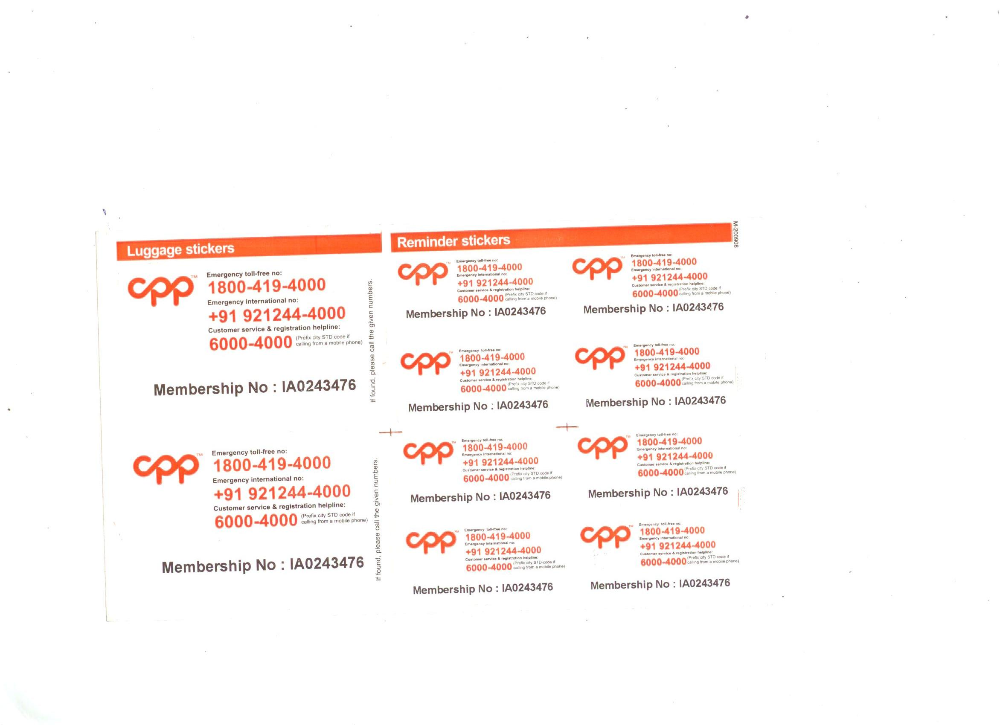 Luggage stickers
cpp™
Emergency toll-free no:
1800-419-4000
Emergency international no:
+91 921244-4000
Customer service & registration helpline:
6000-4000 (Prefix city STD code if
calling from a mobile phone)
Membership No : IA0243476
If found, please call the given numbers.
cpp™
Emergency toll-free no:
1800-419-4000
Emergency international no:
+91 921244-4000
Customer service & registration helpline:
6000-4000 (Prefix city STD code if
calling from a mobile phone)
Membership No : IA0243476
If found, please call the given numbers.
Reminder stickers
M-200908
cpp™
Emergency toll-free no:
1800-419-4000
Emergency international no:
+91 921244-4000
Customer service & registration helpline:
6000-4000 (Prefix city STD code if
calling from a mobile phone)
Membership No : IA0243476
cpp™
Emergency toll-free no:
1800-419-4000
Emergency international no:
+91 921244-4000
Customer service & registration helpline:
6000-4000 (Prefix city STD code if
calling from a mobile phone)
Membership No : IA0243476
cpp™
Emergency toll-free no:
1800-419-4000
Emergency international no:
+91 921244-4000
Customer service & registration helpline:
6000-4000 (Prefix city STD code if
calling from a mobile phone)
Membership No : IA0243476
cpp™
Emergency toll-free no:
1800-419-4000
Emergency international no:
+91 921244-4000
Customer service & registration helpline:
6000-4000 (Prefix city STD code if
calling from a mobile phone)
Membership No : IA0243476
cpp™
Emergency toll-free no:
1800-419-4000
Emergency international no:
+91 921244-4000
Customer service & registration helpline:
6000-4000 (Prefix city STD code if
calling from a mobile phone)
Membership No : IA0243476
cpp™
Emergency toll-free no:
1800-419-4000
Emergency international no:
+91 921244-4000
Customer service & registration helpline:
6000-4000 (Prefix city STD code if
calling from a mobile phone)
Membership No : IA0243476
cpp™
Emergency toll-free no:
1800-419-4000
Emergency international no:
+91 921244-4000
Customer service & registration helpline:
6000-4000 (Prefix city STD code if
calling from a mobile phone)
Membership No : IA0243476
cpp™
Emergency toll-free no:
1800-419-4000
Emergency international no:
+91 921244-4000
Customer service & registration helpline:
6000-4000 (Prefix city STD code if
calling from a mobile phone)
Membership No : IA0243476